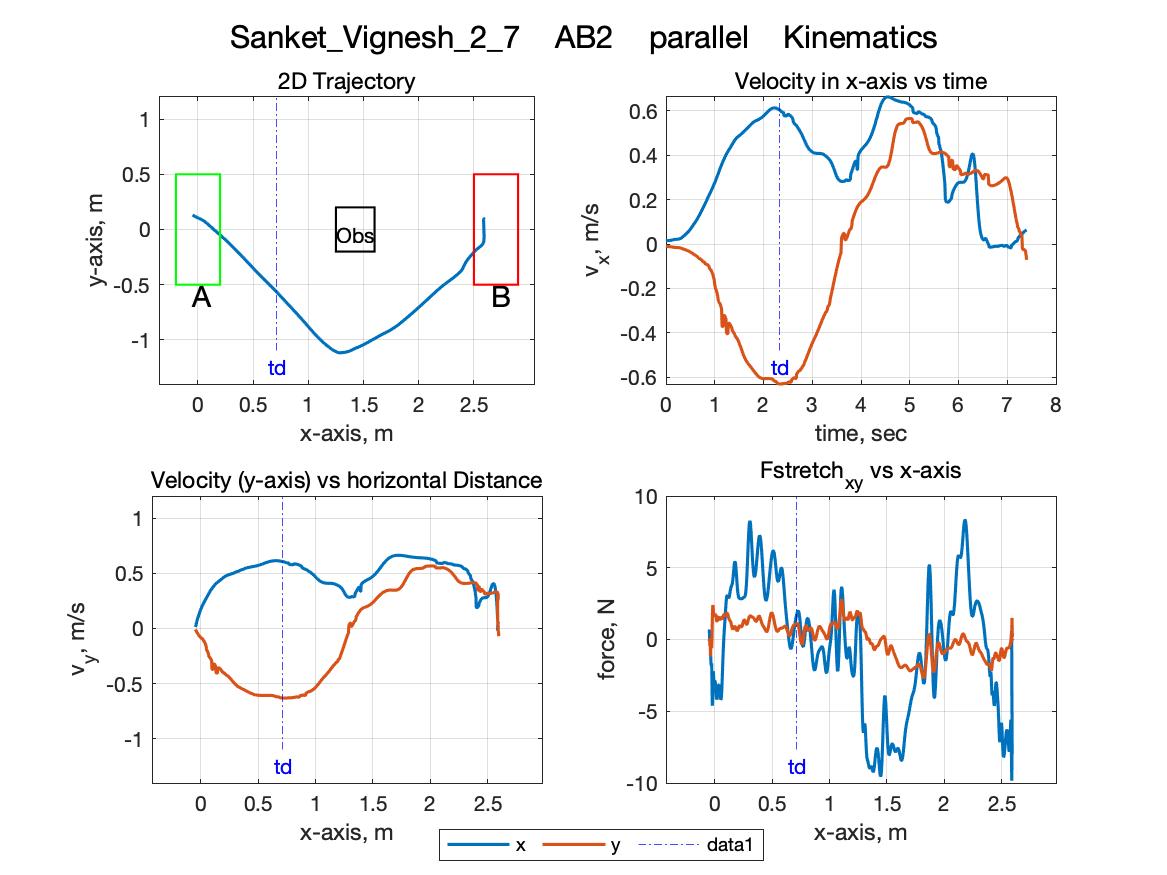 Sanket_Vignesh_2_7 AB2 parallel Kinematics
2D Trajectory
1
0.5
0
-0.5
-1
y-axis, m
A
Obs
B
td
0 0.5 1 1.5 2 2.5
x-axis, m
Velocity in x-axis vs time
0.6
0.4
0.2
0
-0.2
-0.4
-0.6
v_x, m/s
td
0 1 2 3 4 5 6 7 8
time, sec
Velocity (y-axis) vs horizontal Distance
1
0.5
0
-0.5
-1
v_y, m/s
td
0 0.5 1 1.5 2 2.5
x-axis, m
Fstretch_xy vs x-axis
10
5
0
-5
-10
force, N
td
0 0.5 1 1.5 2 2.5
x-axis, m
x y data1